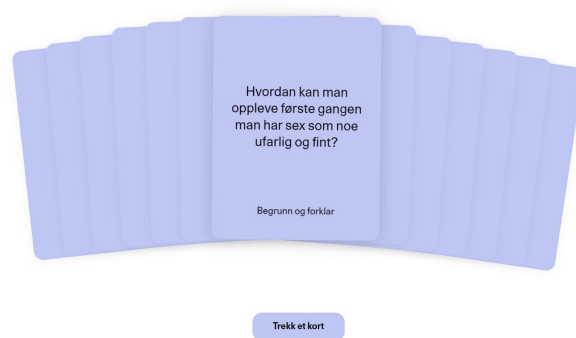 Hvordan kan man
oppleve første gangen
man har sex som noe
ufarlig og fint?
Begrunn og forklar
Trekk et kort